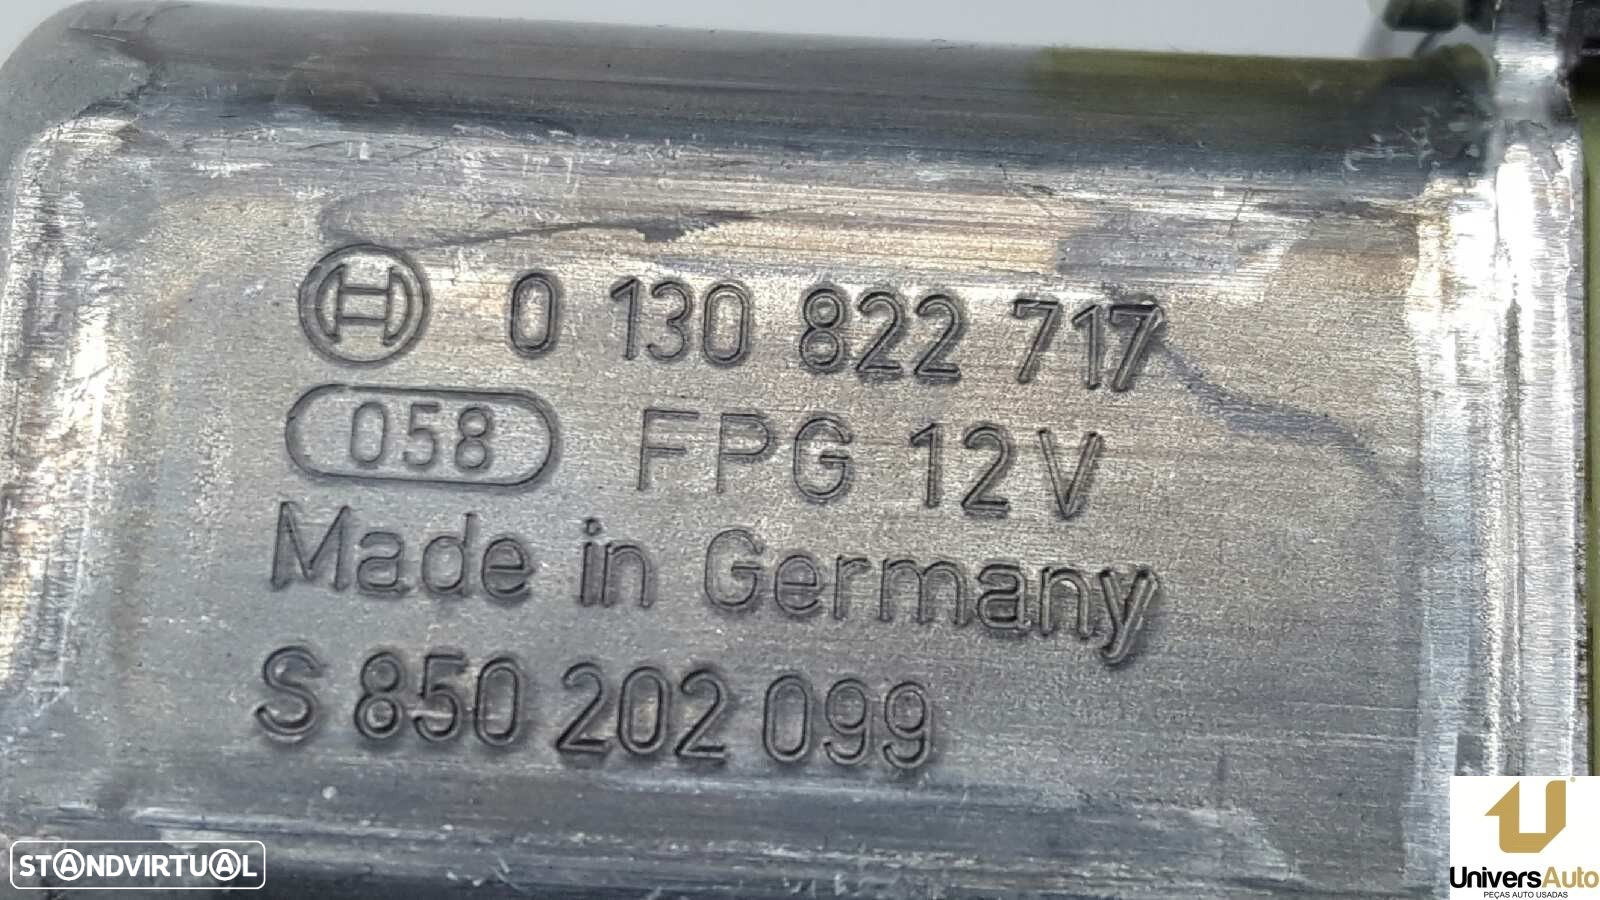 0 130 822 717
058 FPG 12V
Made in Germany
S 850 202 099
STANDVIRTUAL
UniversAuto
PEÇAS AUTO USADAS